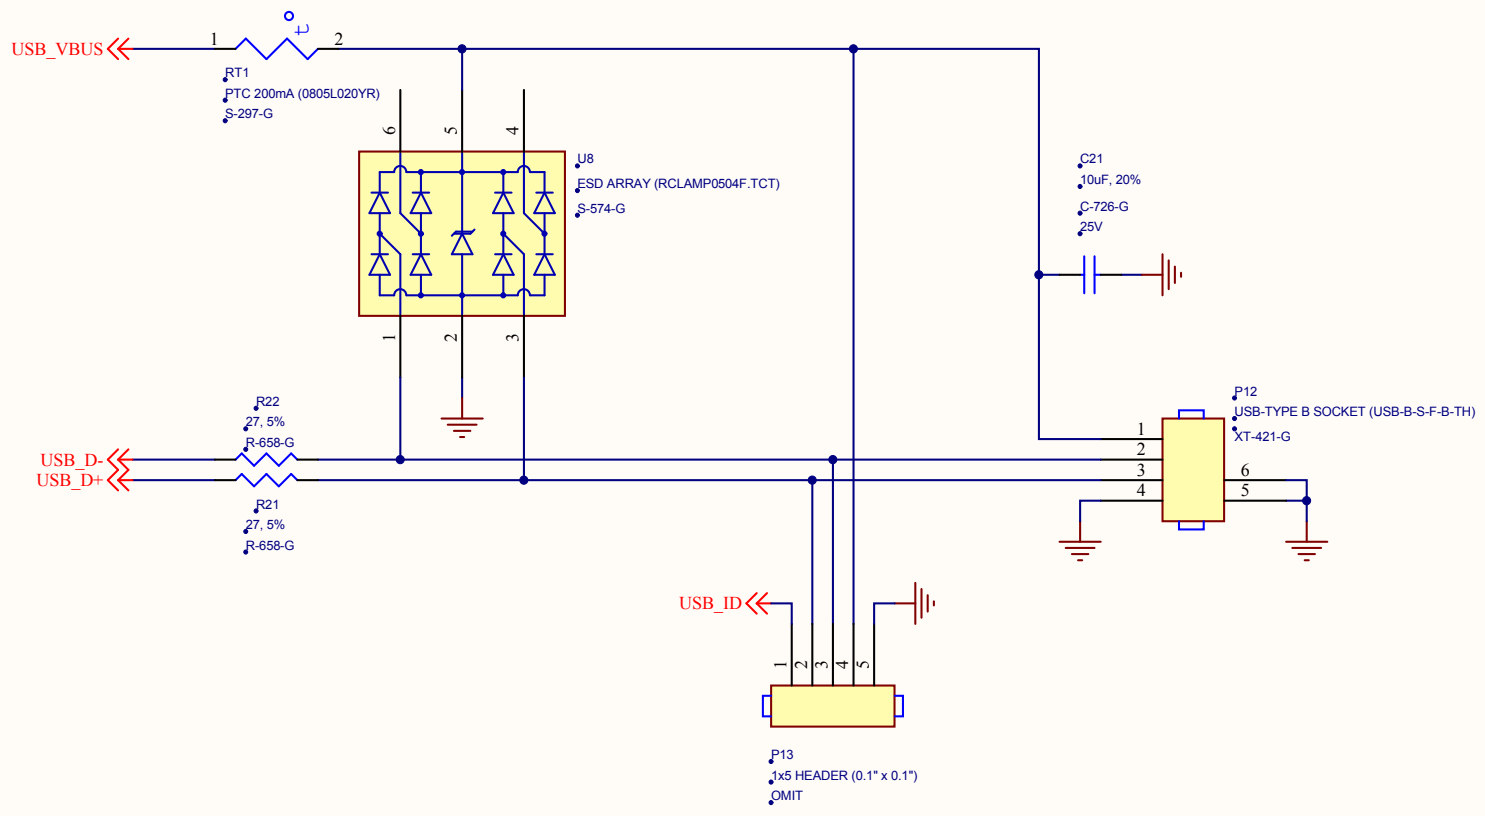 USB_VBUS
1
2
t
RT1
PTC 200mA (0805L020YR)
S-297-G
6
5
4
U8
ESD ARRAY (RCLAMP0504F.TCT)
S-574-G
1
2
3
C21
10uF, 20%
C-726-G
25V
R22
27, 5%
R-658-G
USB_D-
USB_D+
R21
27, 5%
R-658-G
P12
USB-TYPE B SOCKET (USB-B-S-F-B-TH)
XT-421-G
1
2
3
4
6
5
USB_ID
1
2
3
4
5
P13
1x5 HEADER (0.1" x 0.1")
OMIT